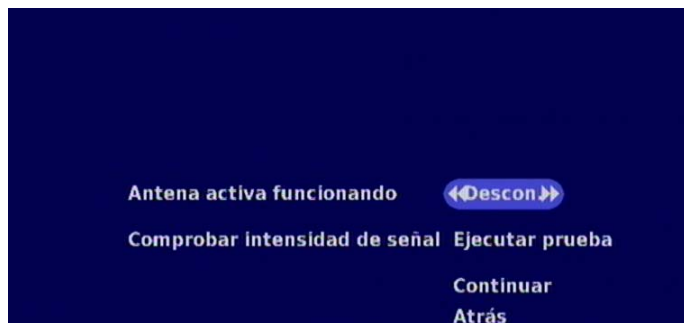 Antena activa funcionando Descon.
Comprobar intensidad de señal Ejecutar prueba
Continuar
Atrás